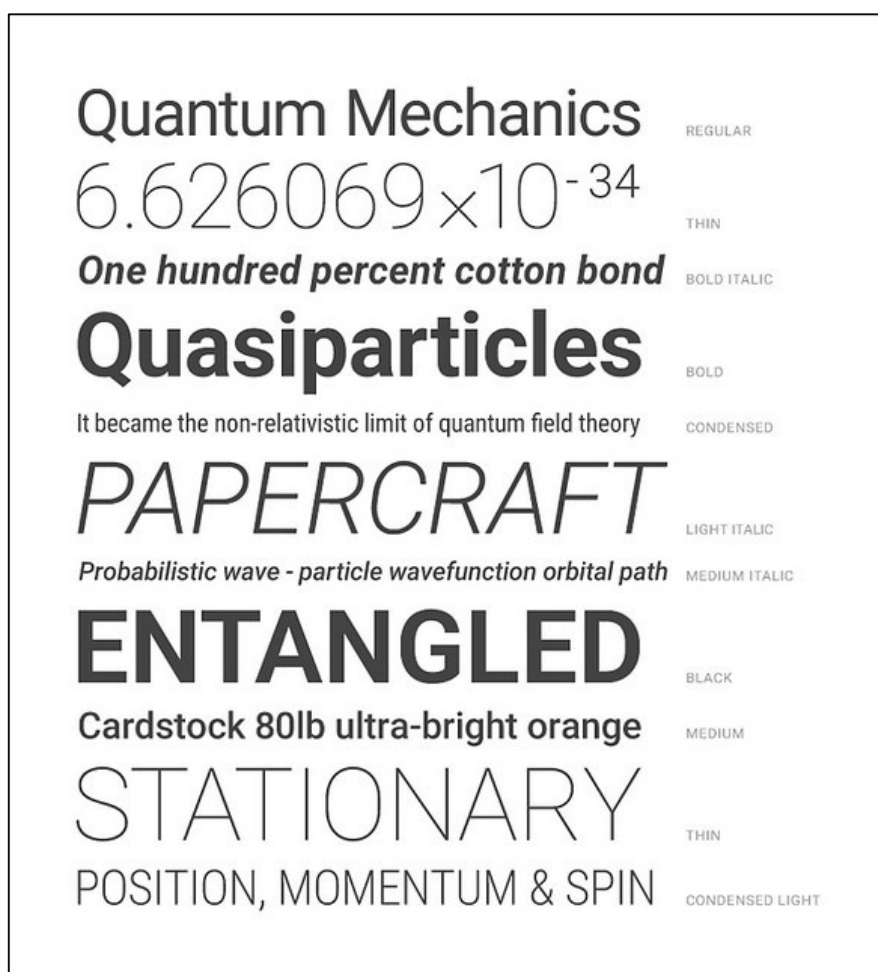 Quantum Mechanics REGULAR
6.626069×10⁻³⁴ THIN
One hundred percent cotton bond BOLD ITALIC
Quasiparticles BOLD
It became the non-relativistic limit of quantum field theory CONDENSED
PAPERCRAFT LIGHT ITALIC
Probabilistic wave - particle wavefunction orbital path MEDIUM ITALIC
ENTANGLED BLACK
Cardstock 80lb ultra-bright orange MEDIUM
STATIONARY THIN
POSITION, MOMENTUM & SPIN CONDENSED LIGHT